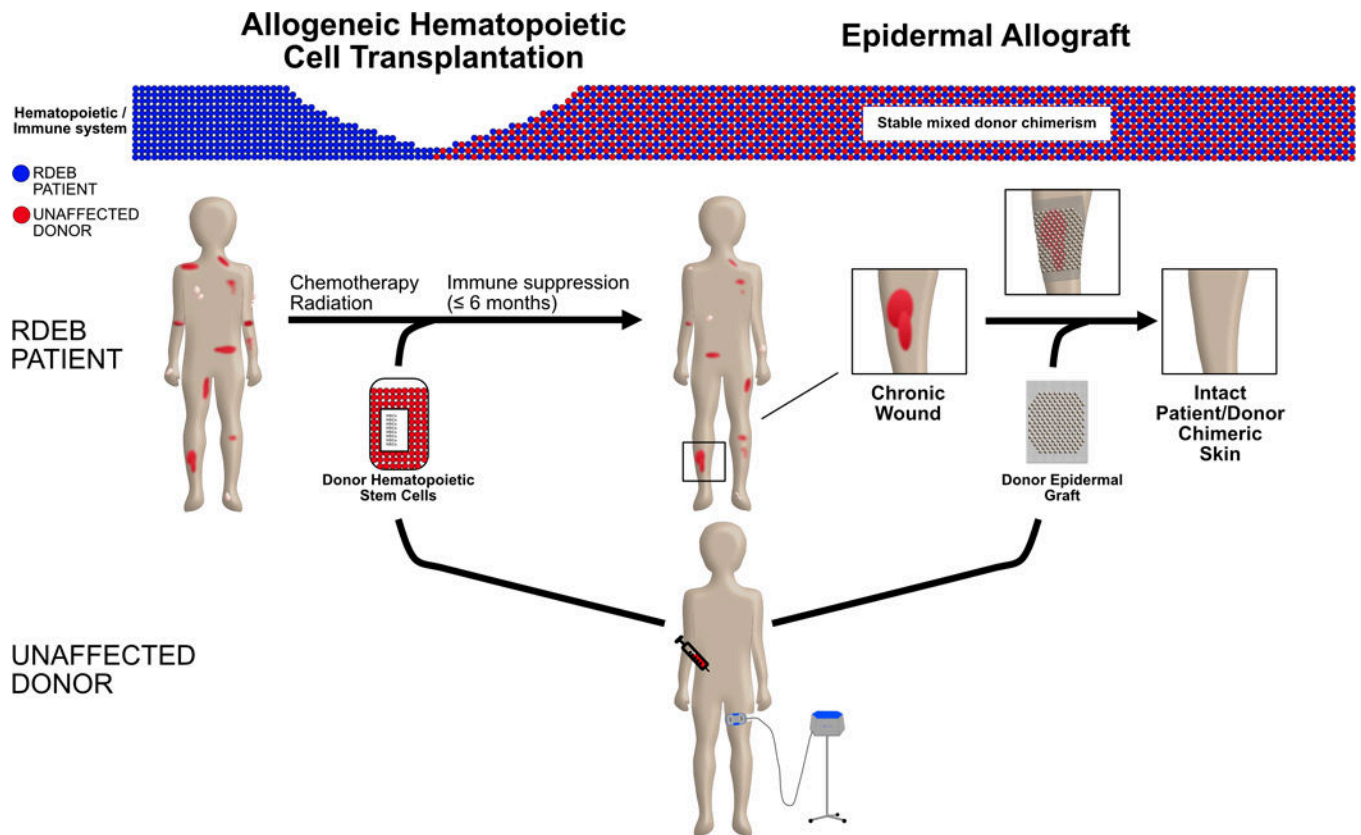 Allogeneic Hematopoietic
Cell Transplantation
Epidermal Allograft
Hematopoietic /
Immune system
Stable mixed donor chimerism
RDEB
PATIENT
UNAFFECTED
DONOR
RDEB
PATIENT
Chemotherapy
Radiation
Immune suppression
(≤ 6 months)
Donor Hematopoietic
Stem Cells
Chronic
Wound
Donor Epidermal
Graft
Intact
Patient/Donor
Chimeric
Skin
UNAFFECTED
DONOR